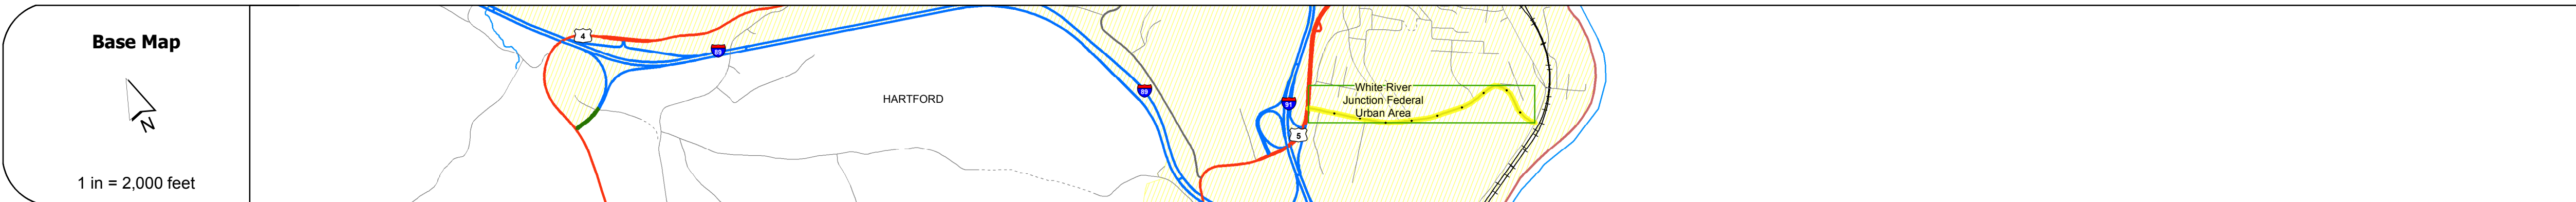 Base Map
N
1 in = 2,000 feet
4
89
HARTFORD
89
91
5
White River
Junction Federal
Urban Area